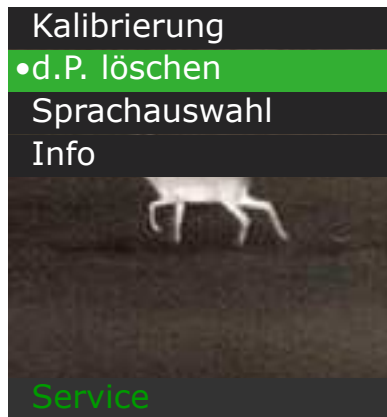 Kalibrierung
•d.P. löschen
Sprachauswahl
Info
Service